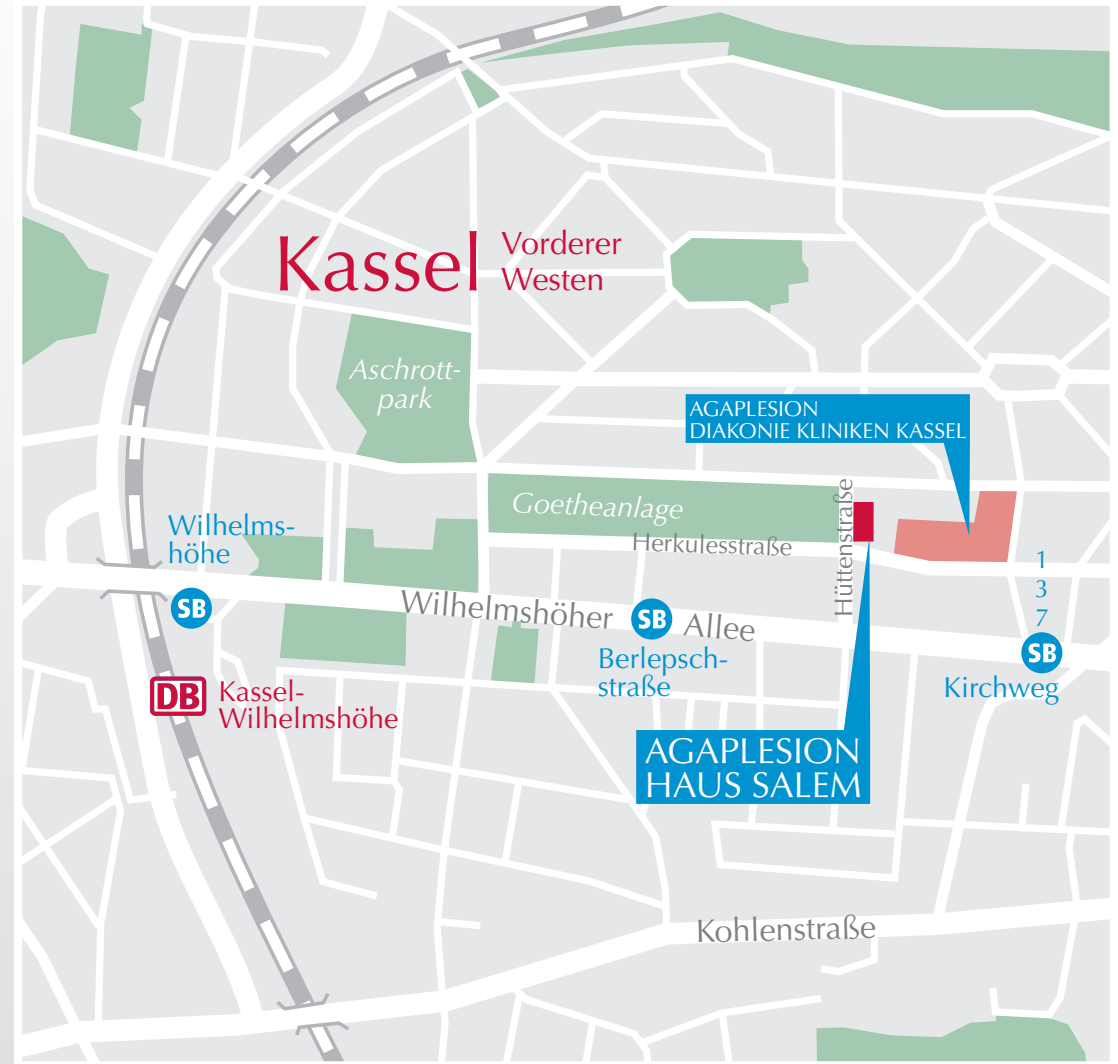 Kassel
Vorderer
Westen
Aschrott-
park
AGAPLESION
DIAKONIE KLINIKEN KASSEL
Goetheanlage
Hüttenstraße
Herkulesstraße
Wilhelms-
höhe
SB
1
3
7
Wilhelmshöher
SB
Allee
Berlepsch-
straße
SB
Kirchweg
DB
Kassel-
Wilhelmshöhe
AGAPLESION
HAUS SALEM
Kohlenstraße